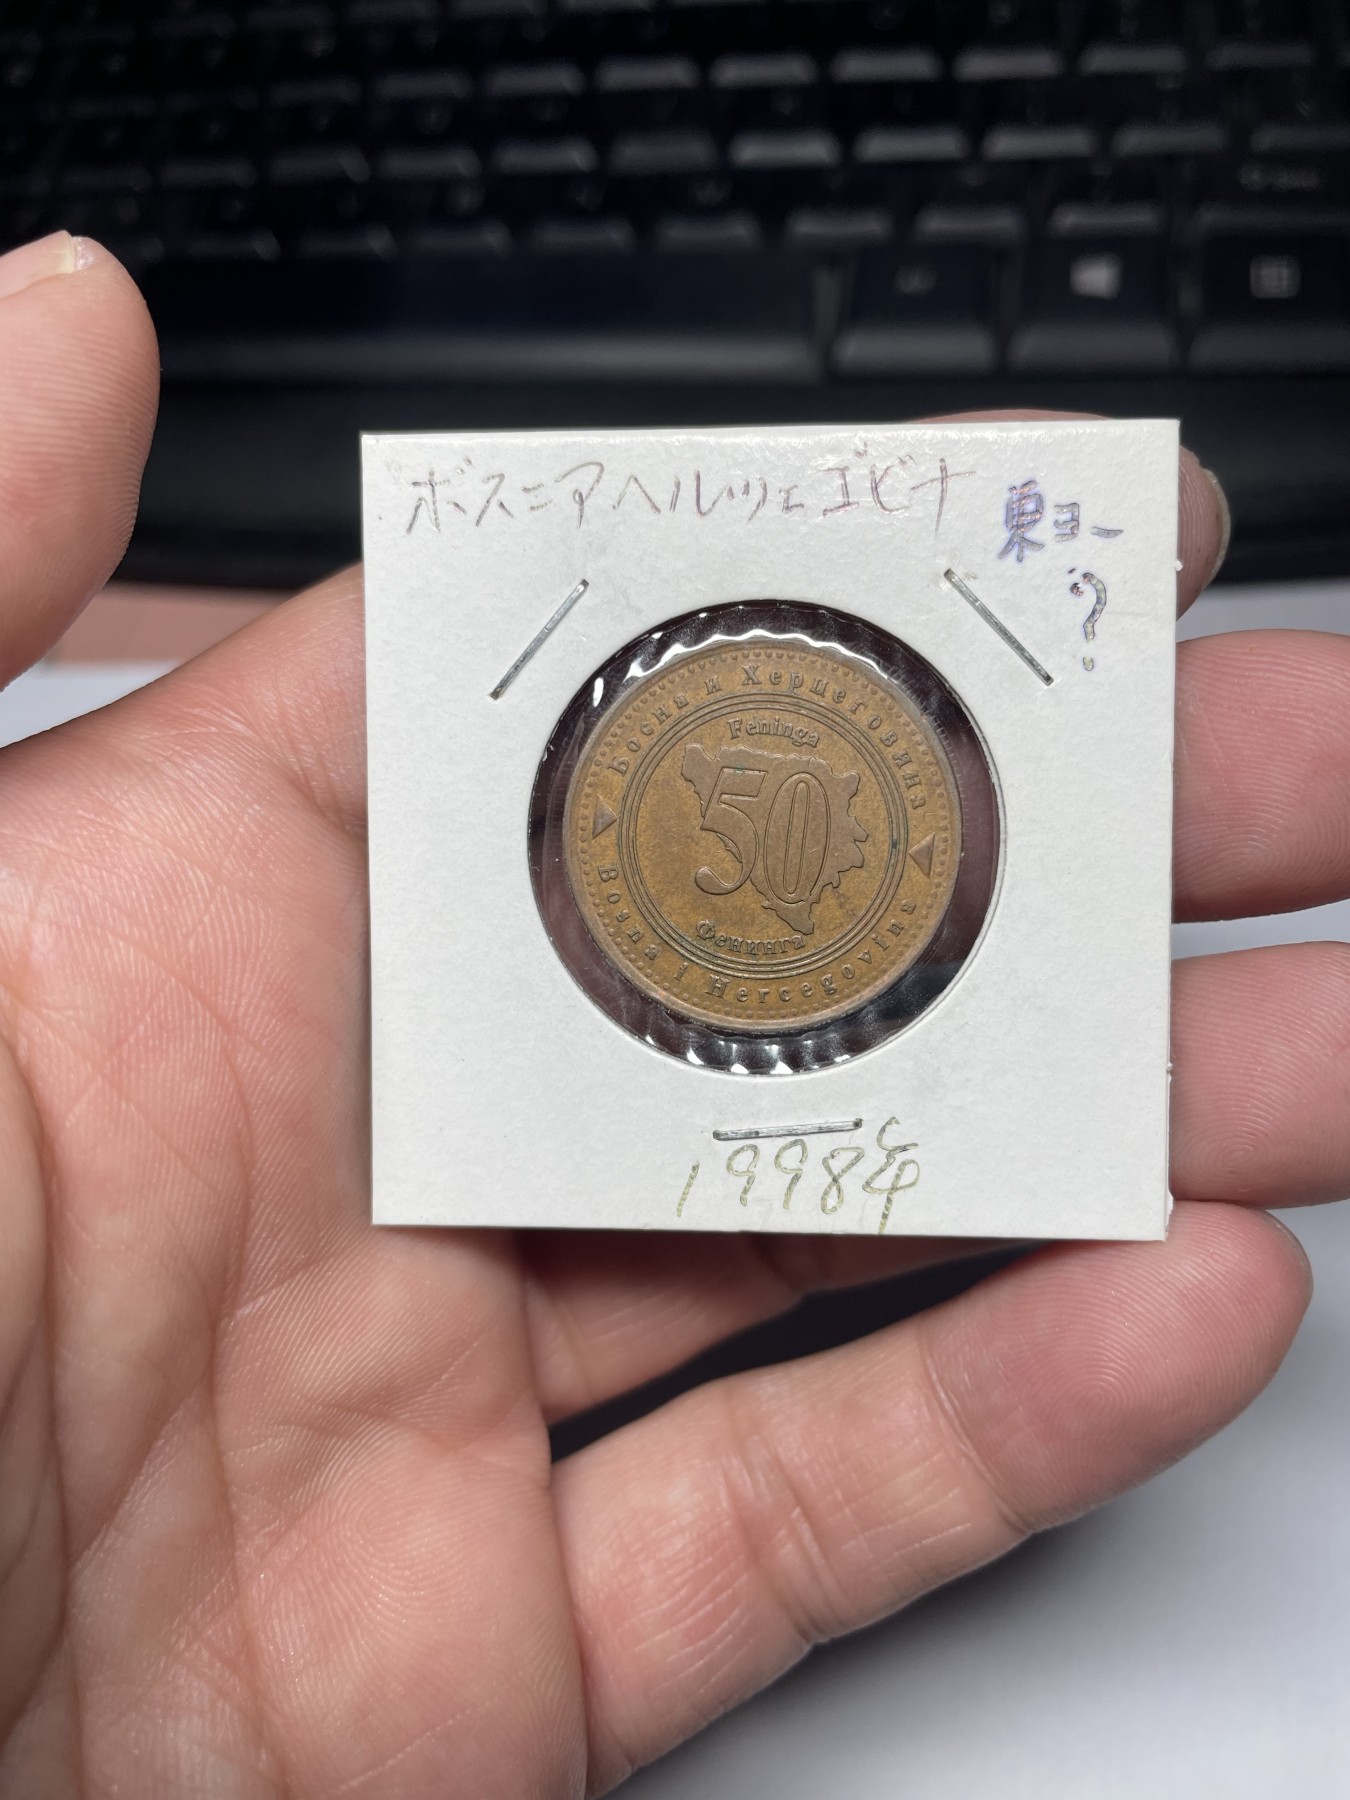 ボスニアヘルツェゴビナ
東ヨー
?
Босна и Херцеговина
Feninga
50
Фенинга
Bosna i Hercegovina
1998年